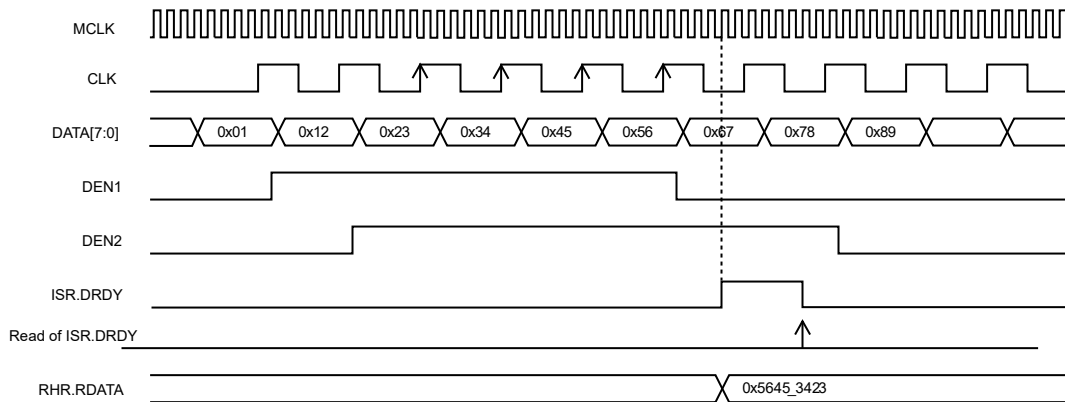 MCLK
CLK
DATA[7:0] 0x01 0x12 0x23 0x34 0x45 0x56 0x67 0x78 0x89
DEN1
DEN2
ISR.DRDY
Read of ISR.DRDY
RHR.RDATA 0x5645_3423